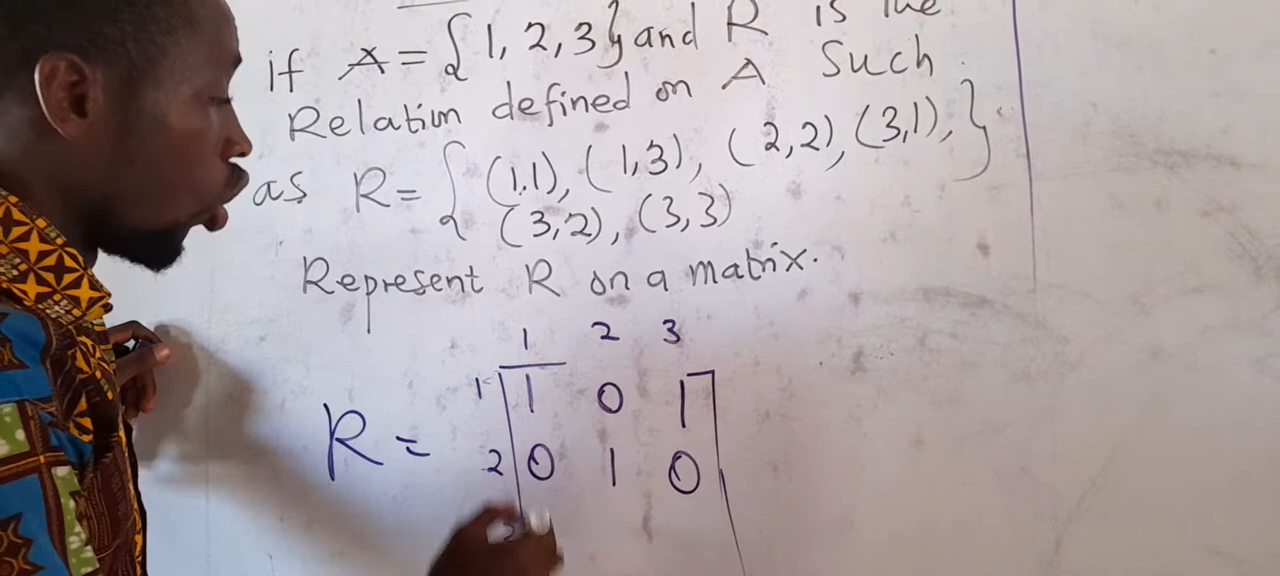 if A = { 1, 2, 3 } and R is the
Relation defined on A Such
as R = { (1,1), (1,3), (2,2), (3,1), }
(3,2), (3,3)
Represent R on a matrix.
1 2 3
1 1 0 1
R =
2 0 1 0